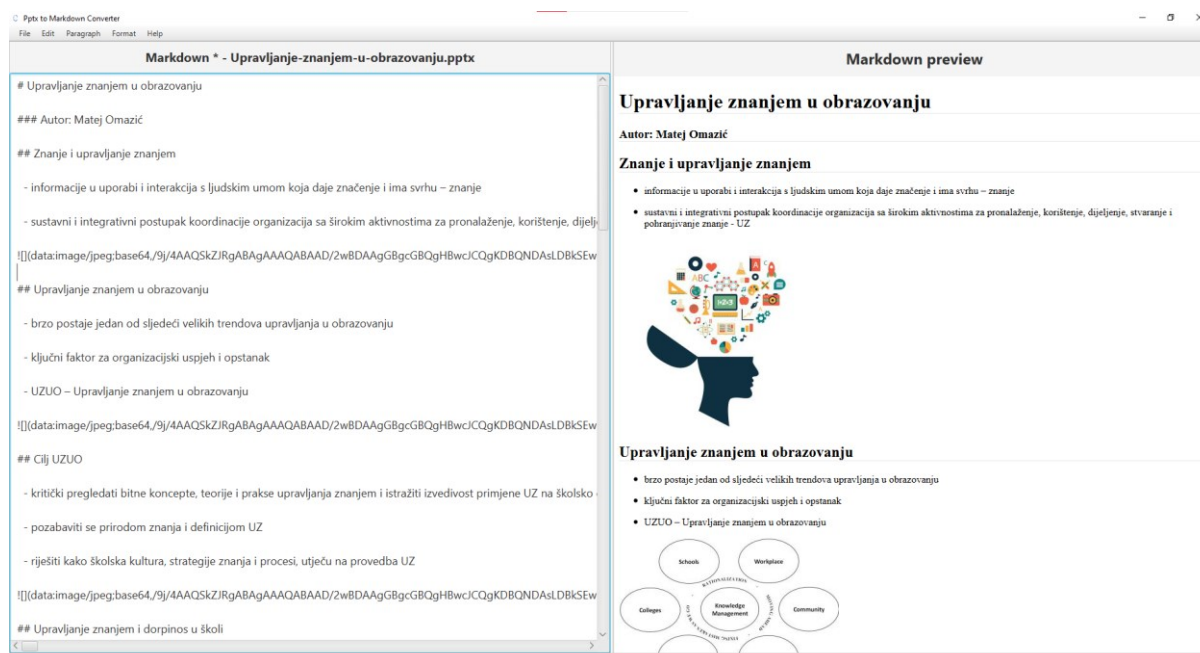 Pptx to Markdown Converter
File Edit Paragraph Format Help
Markdown * - Upravljanje-znanjem-u-obrazovanju.pptx
# Upravljanje znanjem u obrazovanju
### Autor: Matej Omazić
## Znanje i upravljanje znanjem
- informacije u uporabi i interakcija s ljudskim umom koja daje značenje i ima svrhu – znanje
- sustavni i integrativni postupak koordinacije organizacija sa širokim aktivnostima za pronalaženje, korištenje, dijelj
![](data:image/jpeg;base64,/9j/4AAQSkZJRgABAgAAAQABAAD/2wBDAAgGBgcGBQgHBwcJCQgKDBQNDAsLDBkSEw
## Upravljanje znanjem u obrazovanju
- brzo postaje jedan od sljedeći velikih trendova upravljanja u obrazovanju
- ključni faktor za organizacijski uspjeh i opstanak
- UZUO – Upravljanje znanjem u obrazovanju
![](data:image/jpeg;base64,/9j/4AAQSkZJRgABAgAAAQABAAD/2wBDAAgGBgcGBQgHBwcJCQgKDBQNDAsLDBkSEw
## Cilj UZUO
- kritički pregledati bitne koncepte, teorije i prakse upravljanja znanjem i istražiti izvedivost primjene UZ na školsko
- pozabaviti se prirodom znanja i definicijom UZ
- riješiti kako školska kultura, strategije znanja i procesi, utječu na provedba UZ
![](data:image/jpeg;base64,/9j/4AAQSkZJRgABAgAAAQABAAD/2wBDAAgGBgcGBQgHBwcJCQgKDBQNDAsLDBkSEw
## Upravljanje znanjem i dorpinos u školi
Markdown preview
Upravljanje znanjem u obrazovanju
Autor: Matej Omazić
Znanje i upravljanje znanjem
informacije u uporabi i interakcija s ljudskim umom koja daje značenje i ima svrhu – znanje
sustavni i integrativni postupak koordinacije organizacija sa širokim aktivnostima za pronalaženje, korištenje, dijeljenje, stvaranje i
pohranjivanje znanje - UZ
ABC
Upravljanje znanjem u obrazovanju
brzo postaje jedan od sljedeći velikih trendova upravljanja u obrazovanju
ključni faktor za organizacijski uspjeh i opstanak
UZUO – Upravljanje znanjem u obrazovanju
Schools
Workplace
RATIONALIZATION
Colleges
Knowledge
Management
Community